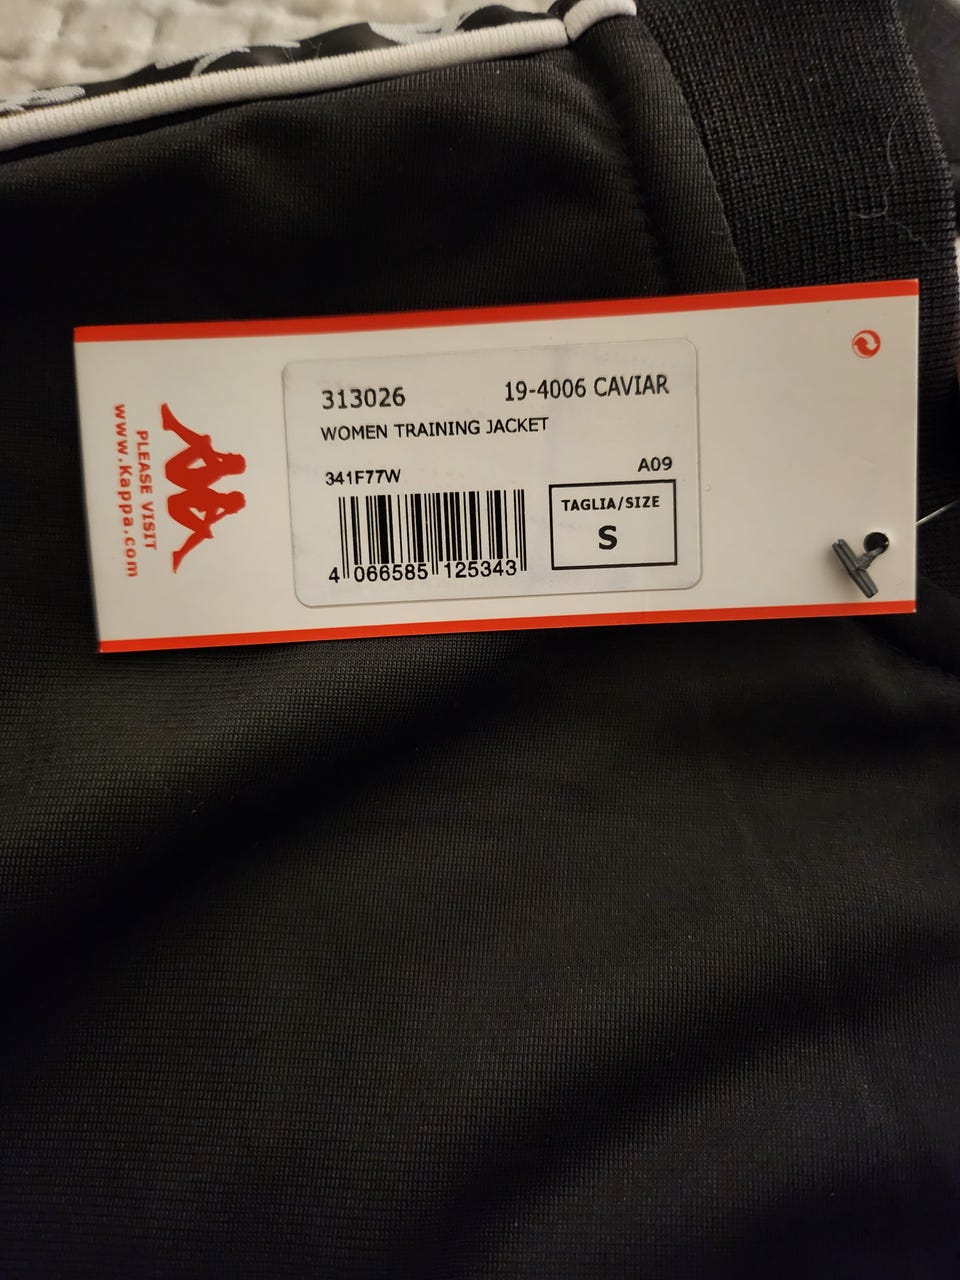 313026 19-4006 CAVIAR
WOMEN TRAINING JACKET
341F77W A09
TAGLIA/SIZE
S
4 066585 125343
PLEASE VISIT
www.Kappa.com